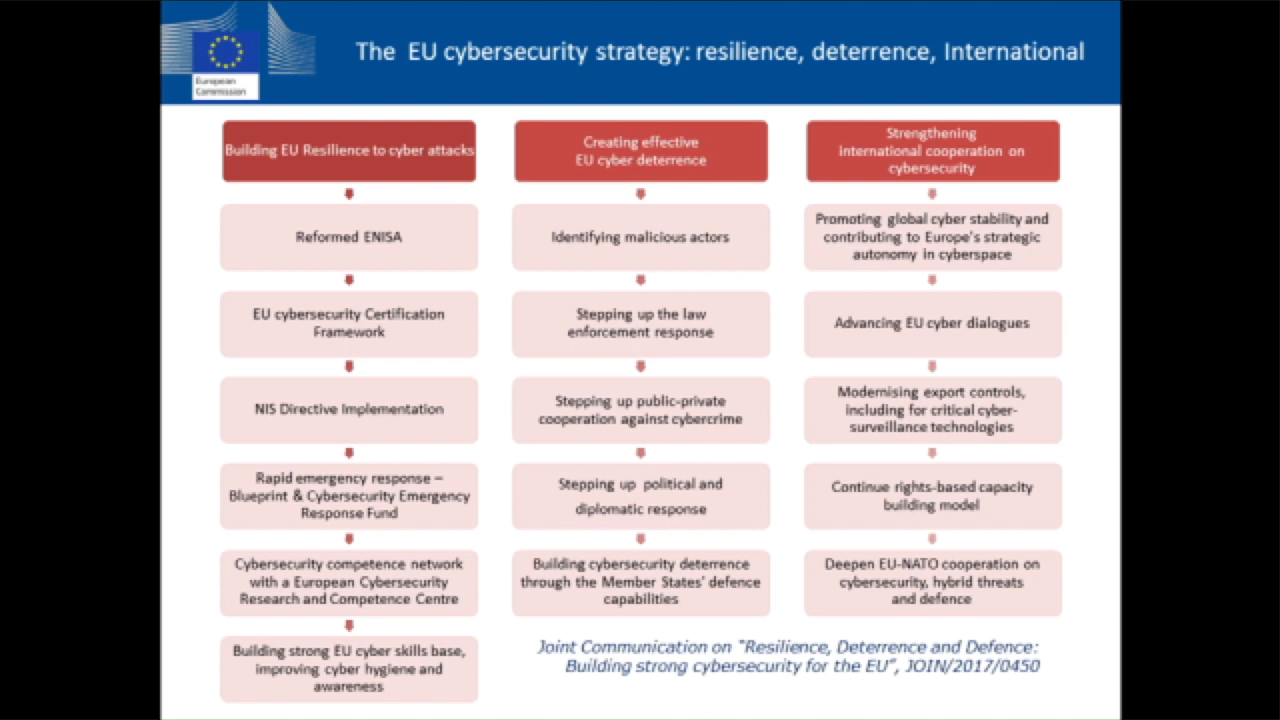 European
Commission
The EU cybersecurity strategy: resilience, deterrence, International
Building EU Resilience to cyber attacks
Reformed ENISA
EU cybersecurity Certification
Framework
NIS Directive Implementation
Rapid emergency response –
Blueprint & Cybersecurity Emergency
Response Fund
Cybersecurity competence network
with a European Cybersecurity
Research and Competence Centre
Building strong EU cyber skills base,
improving cyber hygiene and
awareness
Creating effective
EU cyber deterrence
Identifying malicious actors
Stepping up the law
enforcement response
Stepping up public-private
cooperation against cybercrime
Stepping up political and
diplomatic response
Building cybersecurity deterrence
through the Member States' defence
capabilities
Strengthening
international cooperation on
cybersecurity
Promoting global cyber stability and
contributing to Europe's strategic
autonomy in cyberspace
Advancing EU cyber dialogues
Modernising export controls,
including for critical cyber-
surveillance technologies
Continue rights-based capacity
building model
Deepen EU-NATO cooperation on
cybersecurity, hybrid threats
and defence
Joint Communication on "Resilience, Deterrence and Defence:
Building strong cybersecurity for the EU", JOIN/2017/0450